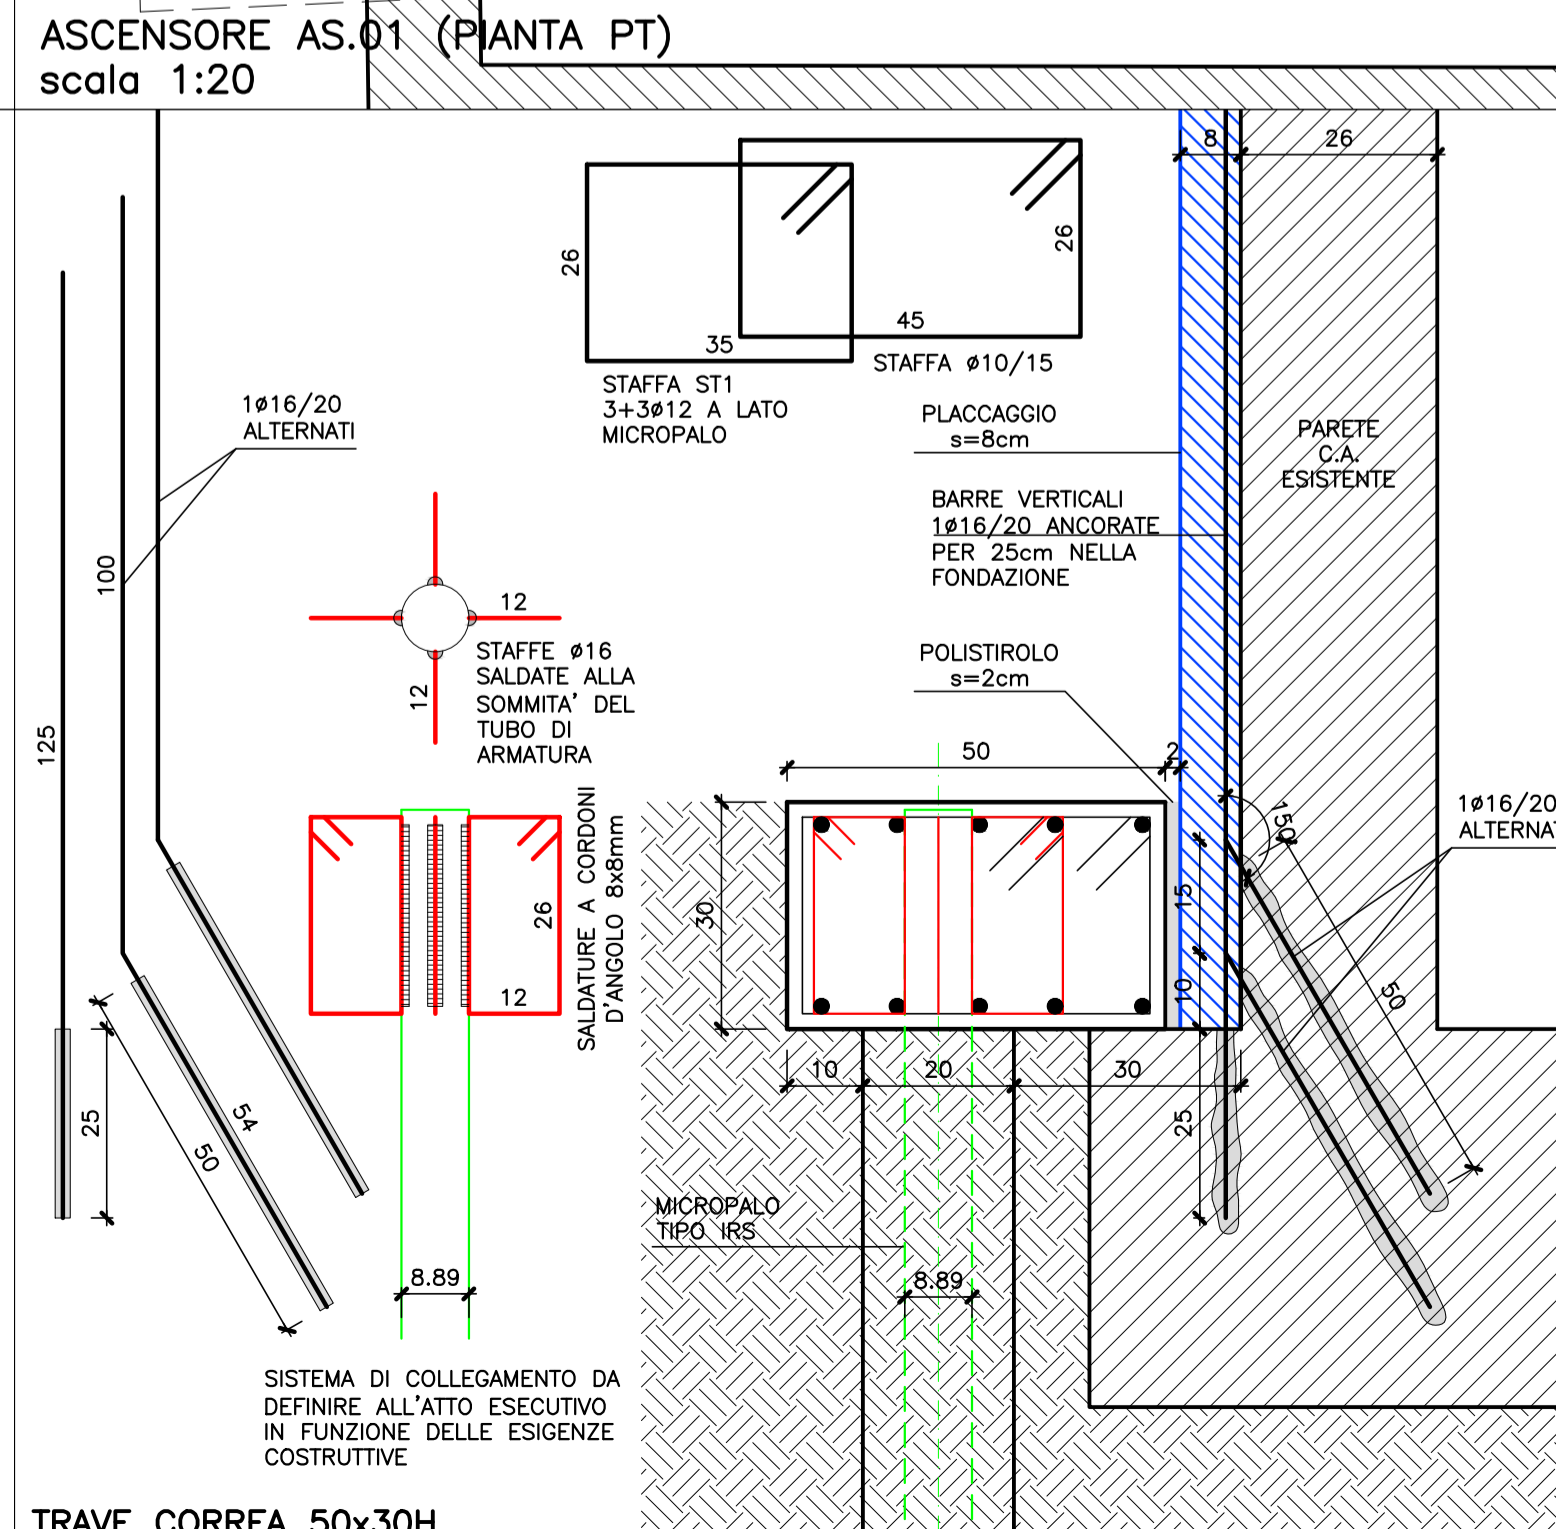 ASCENSORE AS.01 (PIANTA PT)
scala 1:20
8
26
26
26
45
35
STAFFA ø10/15
STAFFA ST1
3+3ø12 A LATO
MICROPALO
1ø16/20
ALTERNATI
PLACCAGGIO
s=8cm
PARETE
C.A.
ESISTENTE
BARRE VERTICALI
1ø16/20 ANCORATE
PER 25cm NELLA
FONDAZIONE
100
12
STAFFE ø16
SALDATE ALLA
SOMMITA' DEL
TUBO DI
ARMATURA
12
125
POLISTIROLO
s=2cm
50
2
150°
1ø16/20
SALDATURE A CORDONI
D'ANGOLO 8x8mm
26
12
30
15
10
50
10
20
30
25
25
54
50
MICROPALO
TIPO IRS
8.89
8.89
SISTEMA DI COLLEGAMENTO DA
DEFINIRE ALL'ATTO ESECUTIVO
IN FUNZIONE DELLE ESIGENZE
COSTRUTTIVE
TRAVE CORREA 50x30H